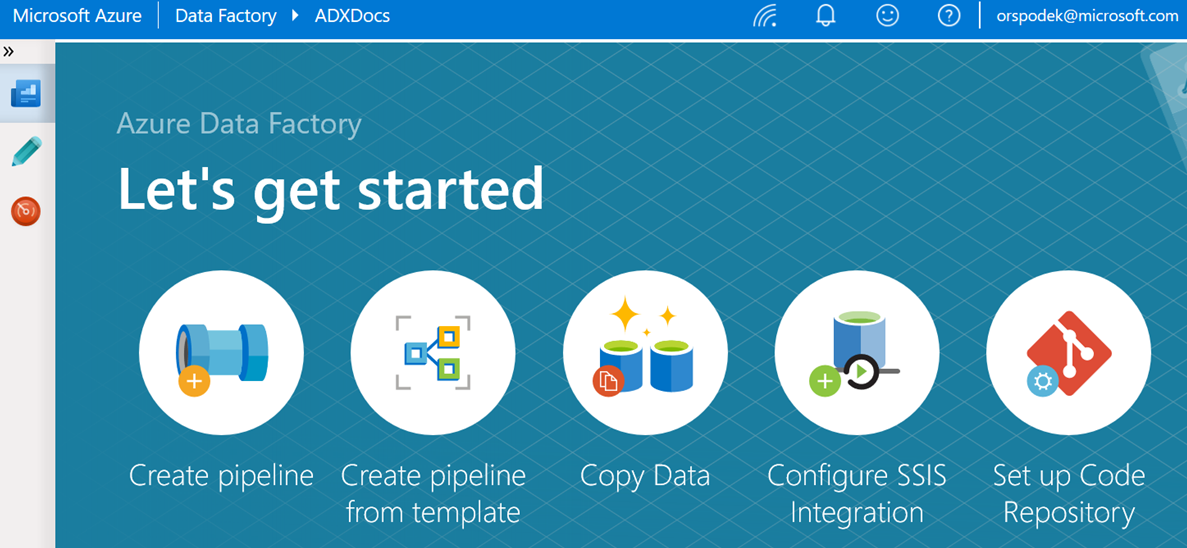 Microsoft Azure Data Factory ADXDocs orspodek@microsoft.com
Azure Data Factory
Let's get started
Create pipeline
Create pipeline
from template
Copy Data
Configure SSIS
Integration
Set up Code
Repository